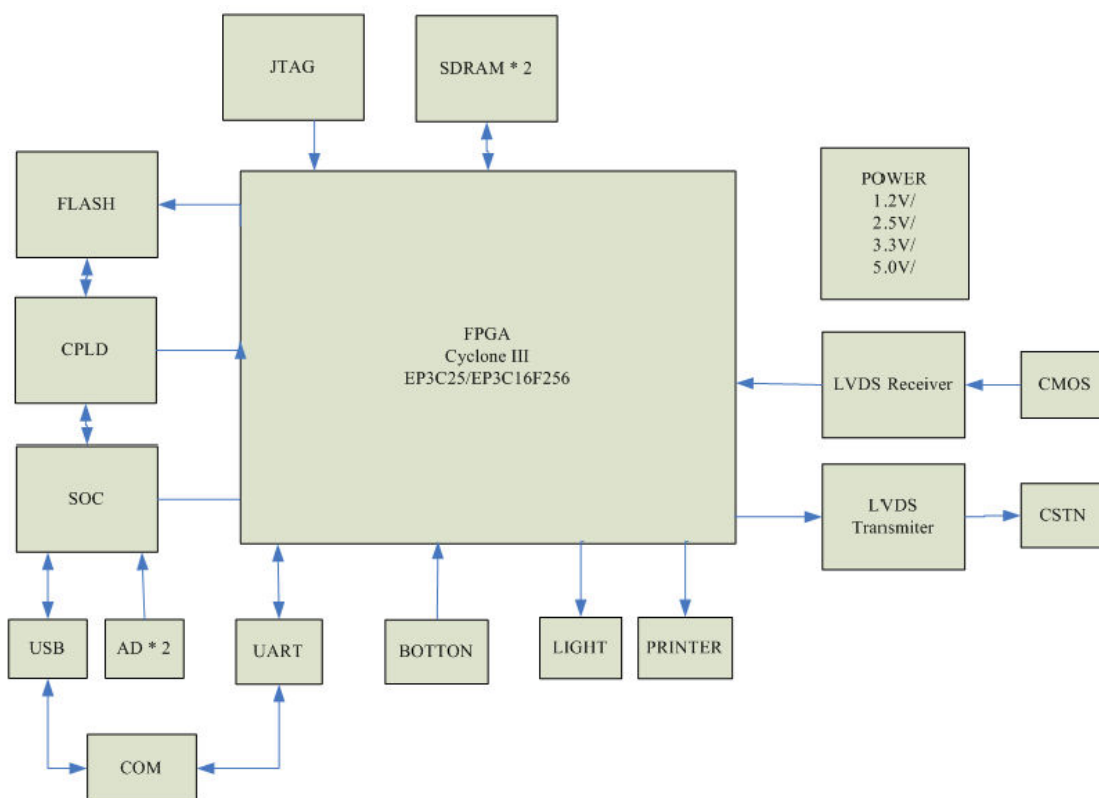 JTAG
SDRAM * 2
FLASH
POWER
1.2V/
2.5V/
3.3V/
5.0V/
CPLD
FPGA
Cyclone III
EP3C25/EP3C16F256
LVDS Receiver
CMOS
SOC
LVDS
Transmiter
CSTN
USB
AD * 2
UART
BOTTON
LIGHT
PRINTER
COM